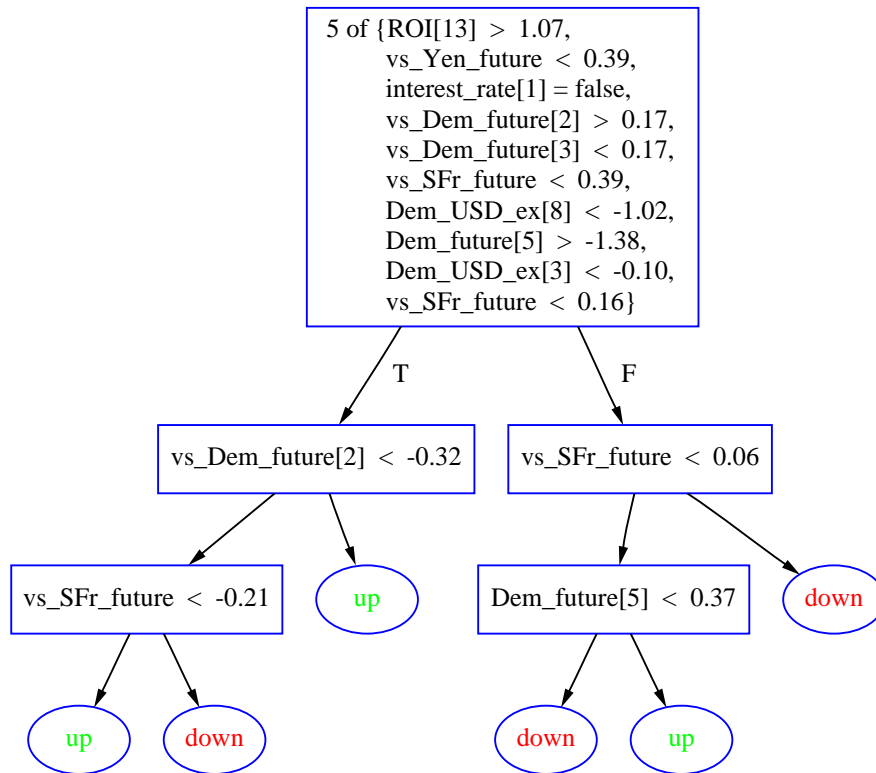 5 of {ROI[13] > 1.07,
vs_Yen_future < 0.39,
interest_rate[1] = false,
vs_Dem_future[2] > 0.17,
vs_Dem_future[3] < 0.17,
vs_SFr_future < 0.39,
Dem_USD_ex[8] < -1.02,
Dem_future[5] > -1.38,
Dem_USD_ex[3] < -0.10,
vs_SFr_future < 0.16}
T
F
vs_Dem_future[2] < -0.32
vs_SFr_future < 0.06
vs_SFr_future < -0.21
up
Dem_future[5] < 0.37
down
up
down
down
up